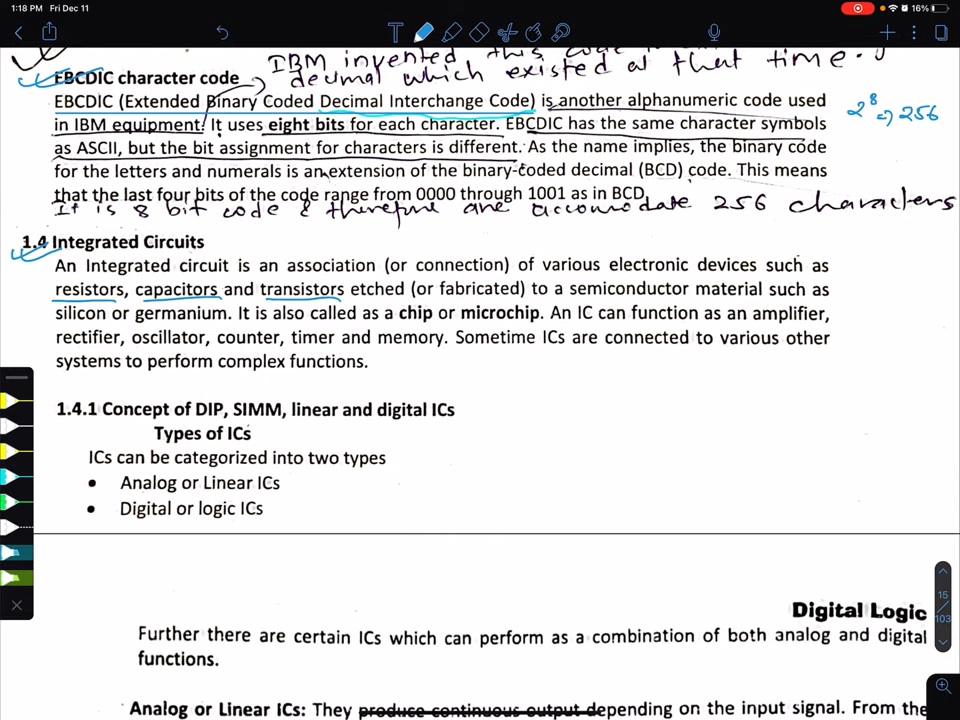 1:18 PM Fri Dec 11
16%
IBM invented this code
decimal which existed at that time.
EBCDIC character code
EBCDIC (Extended Binary Coded Decimal Interchange Code) is another alphanumeric code used
2^8 => 256
in IBM equipment. It uses eight bits for each character. EBCDIC has the same character symbols
as ASCII, but the bit assignment for characters is different. As the name implies, the binary code
for the letters and numerals is an extension of the binary-coded decimal (BCD) code. This means
that the last four bits of the code range from 0000 through 1001 as in BCD.
It is 8 bit code & therefore are accomodate 256 characters
1.4 Integrated Circuits
An Integrated circuit is an association (or connection) of various electronic devices such as
resistors, capacitors and transistors etched (or fabricated) to a semiconductor material such as
silicon or germanium. It is also called as a chip or microchip. An IC can function as an amplifier,
rectifier, oscillator, counter, timer and memory. Sometime ICs are connected to various other
systems to perform complex functions.
1.4.1 Concept of DIP, SIMM, linear and digital ICs
Types of ICs
ICs can be categorized into two types
• Analog or Linear ICs
• Digital or logic ICs
15
103
Digital Logic
Further there are certain ICs which can perform as a combination of both analog and digital
functions.
Analog or Linear ICs: They produce continuous output depending on the input signal. From the